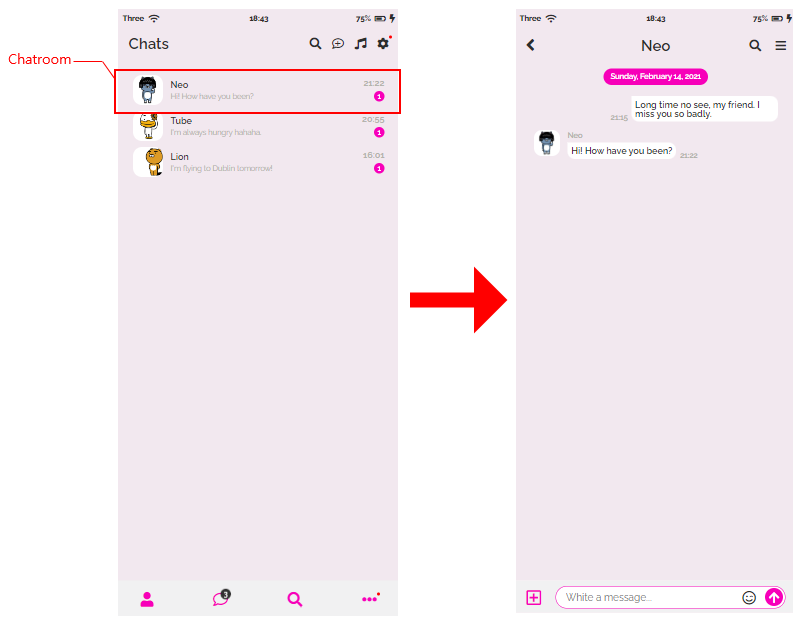 Three 18:43 75%
Chats
Chatroom
Neo 21:22
Hi! How have you been? 1
Tube 20:55
I'm always hungry hahaha. 1
Lion 16:01
I'm flying to Dublin tomorrow! 1
3
Three 18:43 75%
Neo
Sunday, February 14, 2021
Long time no see, my friend. I
miss you so badly.
21:15
Neo
Hi! How have you been? 21:22
White a message...